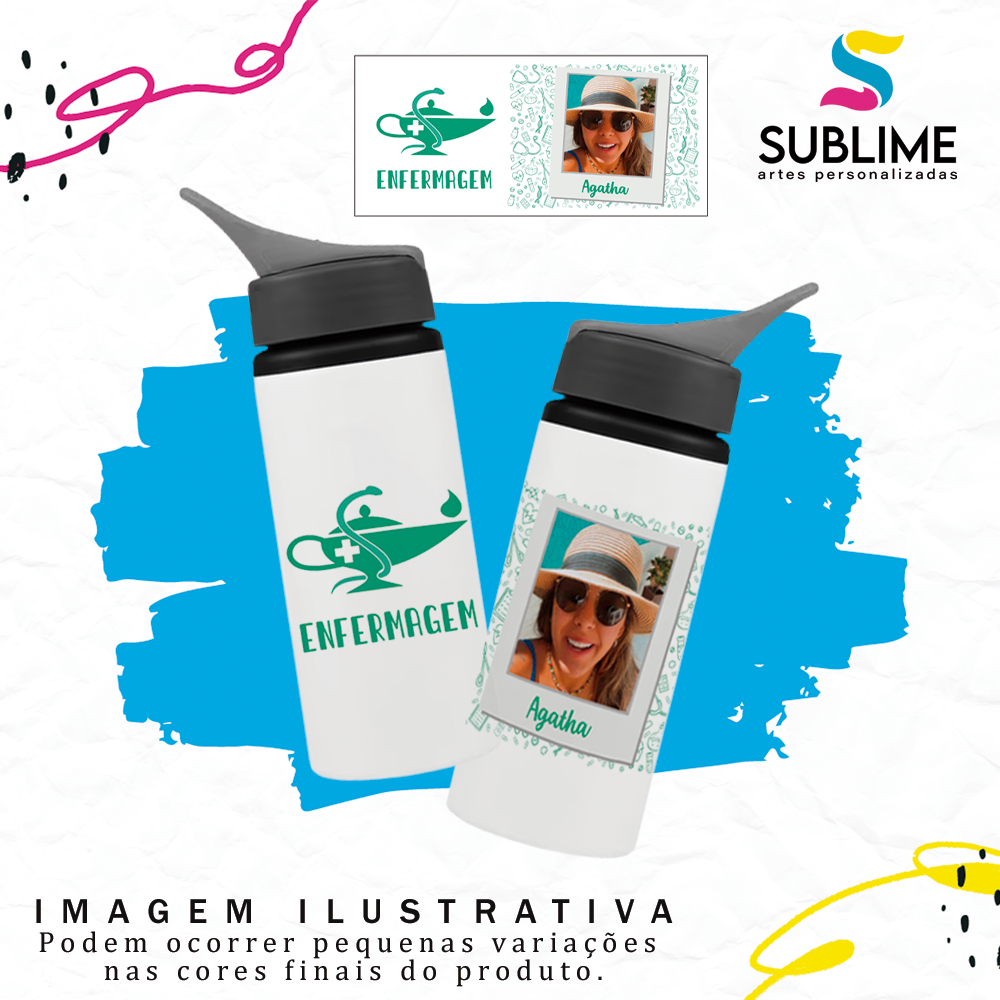 ENFERMAGEM
Agatha
SUBLIME
artes personalizadas
ENFERMAGEM
Agatha
IMAGEM ILUSTRATIVA
Podem ocorrer pequenas variações
nas cores finais do produto.